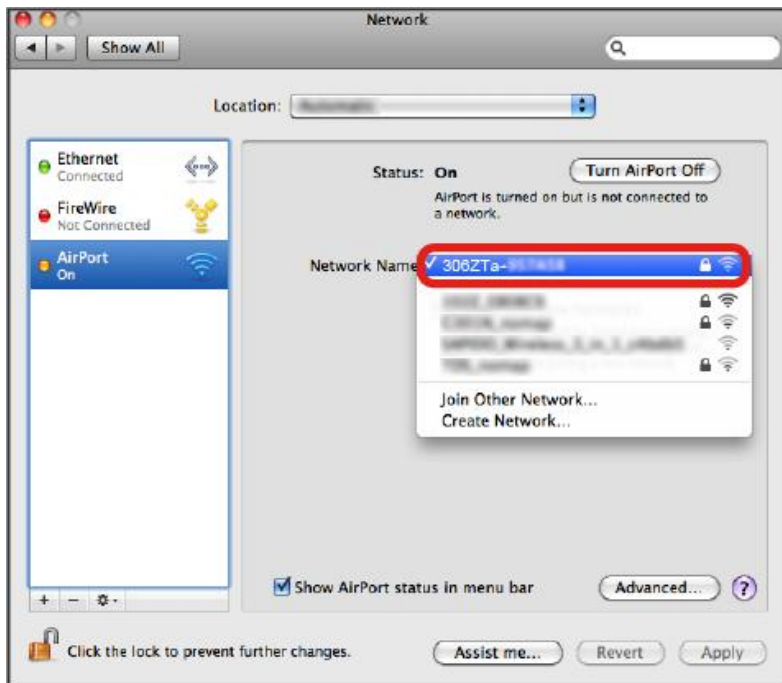 Network
Show All
Location:
Ethernet
Connected
FireWire
Not Connected
AirPort
On
Status: On
Turn AirPort Off
AirPort is turned on but is not connected to
a network.
Network Name
306ZTa-
Join Other Network...
Create Network...
Show AirPort status in menu bar
Advanced...
?
Click the lock to prevent further changes.
Assist me...
Revert
Apply